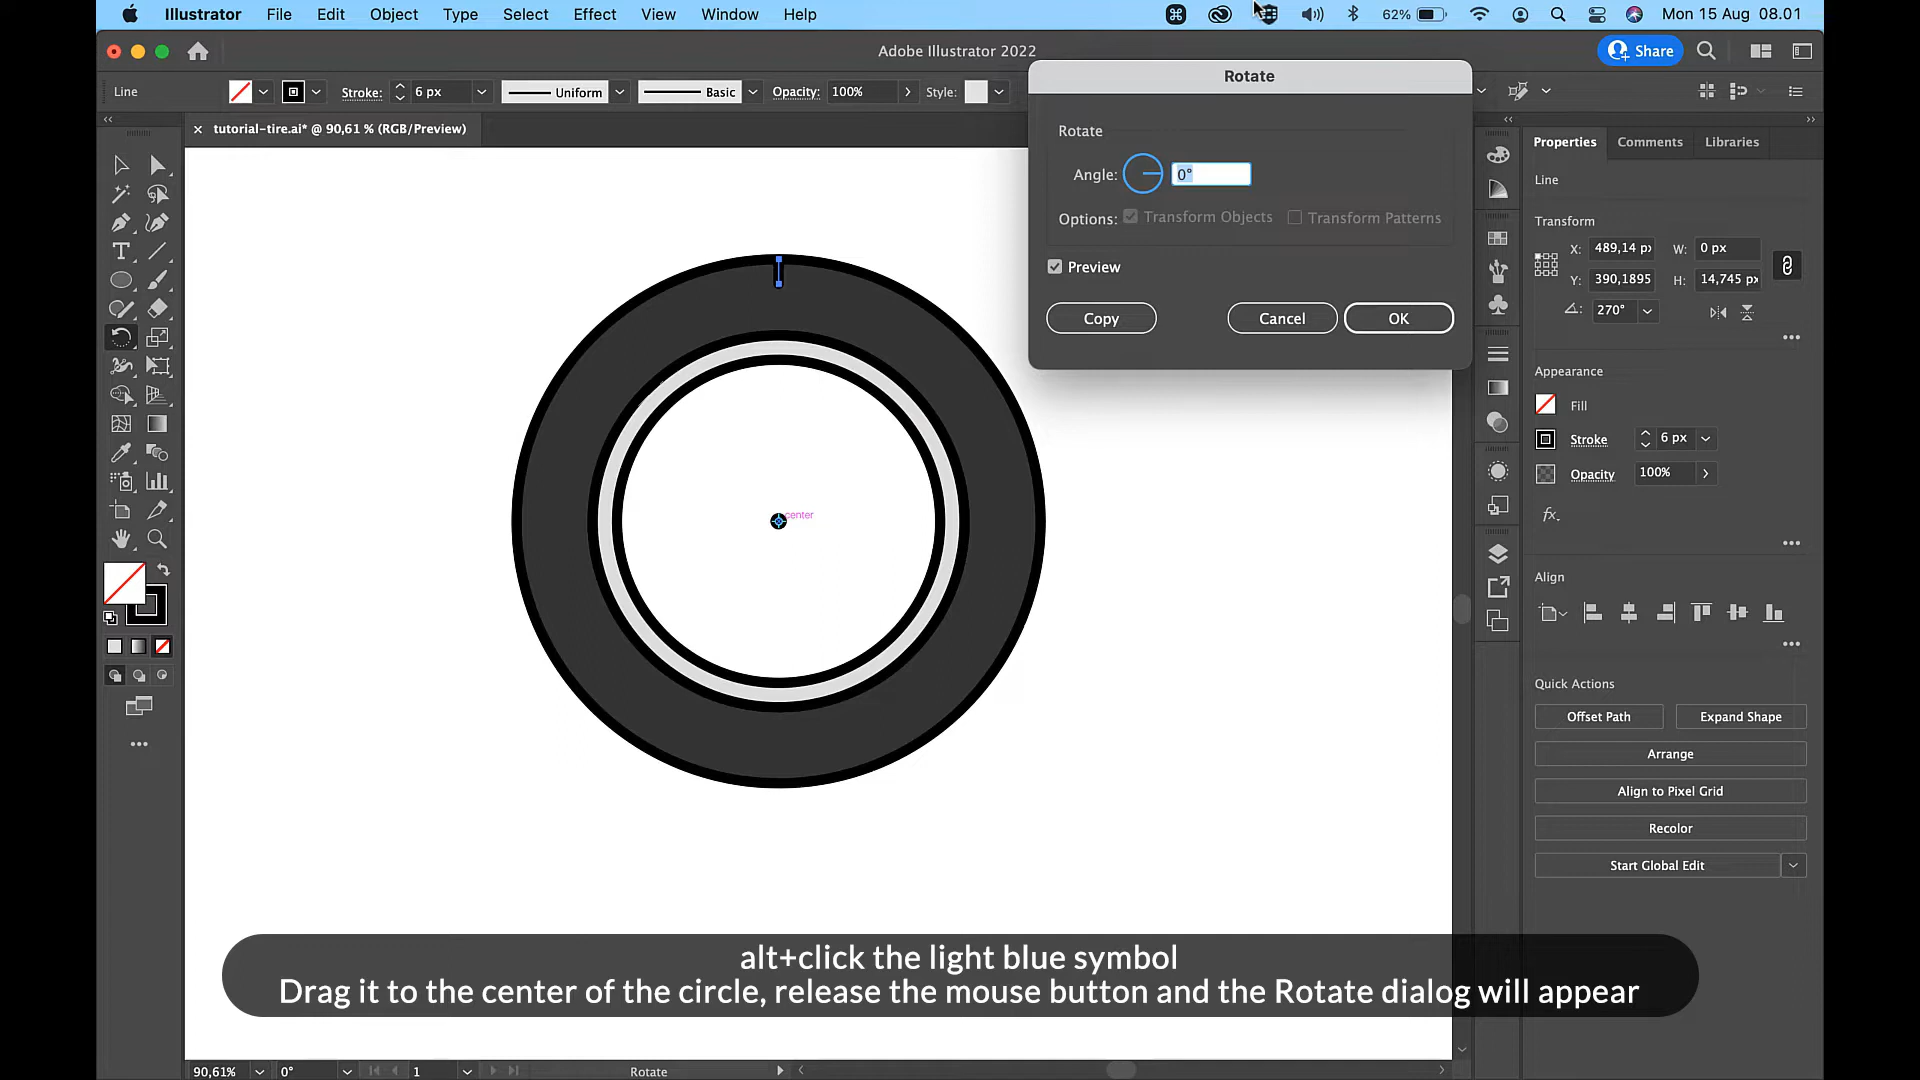 Illustrator File Edit Object Type Select Effect View Window Help 62% Mon 15 Aug 08.01
Adobe Illustrator 2022
Share
Rotate
Line
Stroke: 6 px Uniform Basic Opacity: 100% Style:
tutorial-tire.ai* @ 90,61 % (RGB/Preview)
Rotate
Angle: 0°
Options: Transform Objects Transform Patterns
Preview
Copy Cancel OK
center
Properties Comments Libraries
Line
Transform
X: 489,14 px W: 0 px
Y: 390,1895 H: 14,745 px
270°
Appearance
Fill
Stroke 6 px
Opacity 100%
fx
Align
Quick Actions
Offset Path Expand Shape
Arrange
Align to Pixel Grid
Recolor
Start Global Edit
alt+click the light blue symbol
Drag it to the center of the circle, release the mouse button and the Rotate dialog will appear
90,61% 0° 1 Rotate